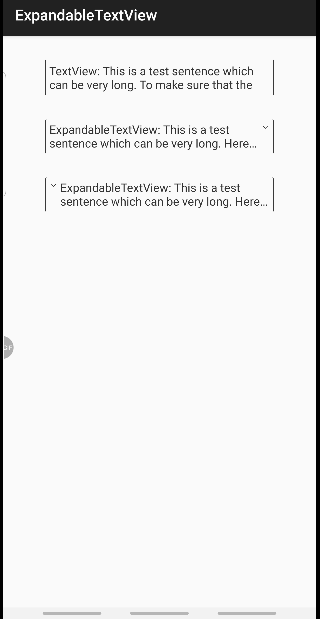 ExpandableTextView
TextView: This is a test sentence which
can be very long. To make sure that the
ExpandableTextView: This is a test
sentence which can be very long. Here...
ExpandableTextView: This is a test
sentence which can be very long. Here...